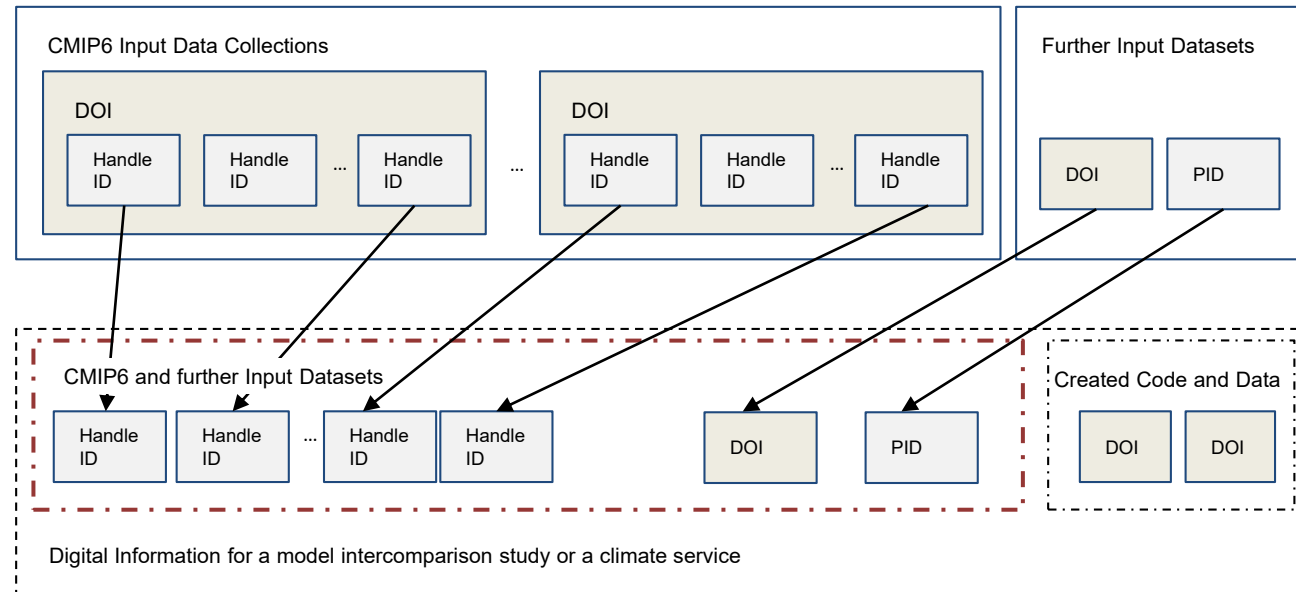 CMIP6 Input Data Collections
Further Input Datasets
DOI
DOI
Handle
ID
Handle
ID
...
Handle
ID
...
Handle
ID
Handle
ID
...
Handle
ID
DOI
PID
CMIP6 and further Input Datasets
Created Code and Data
Handle
ID
Handle
ID
...
Handle
ID
Handle
ID
DOI
PID
DOI
DOI
Digital Information for a model intercomparison study or a climate service